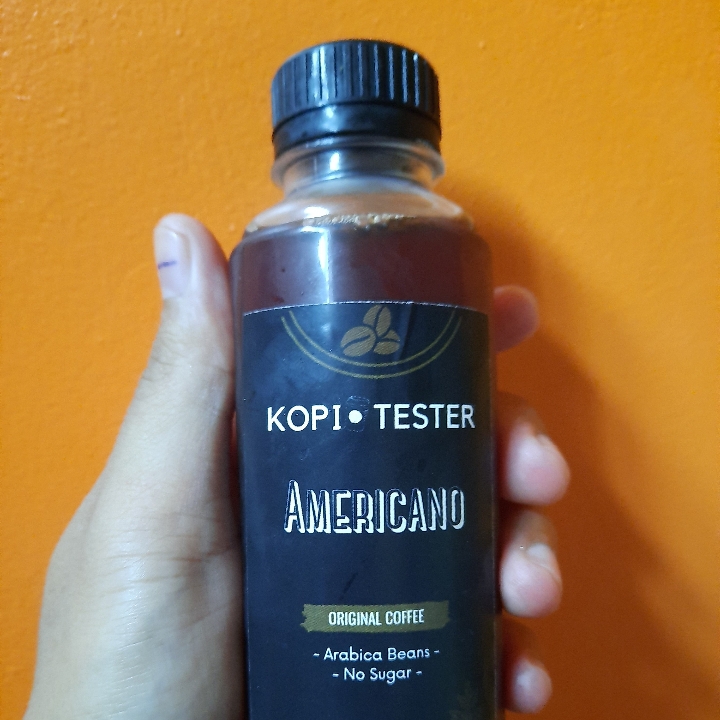 KOPI • TESTER
AMERICANO
ORIGINAL COFFEE
- Arabica Beans -
- No Sugar -